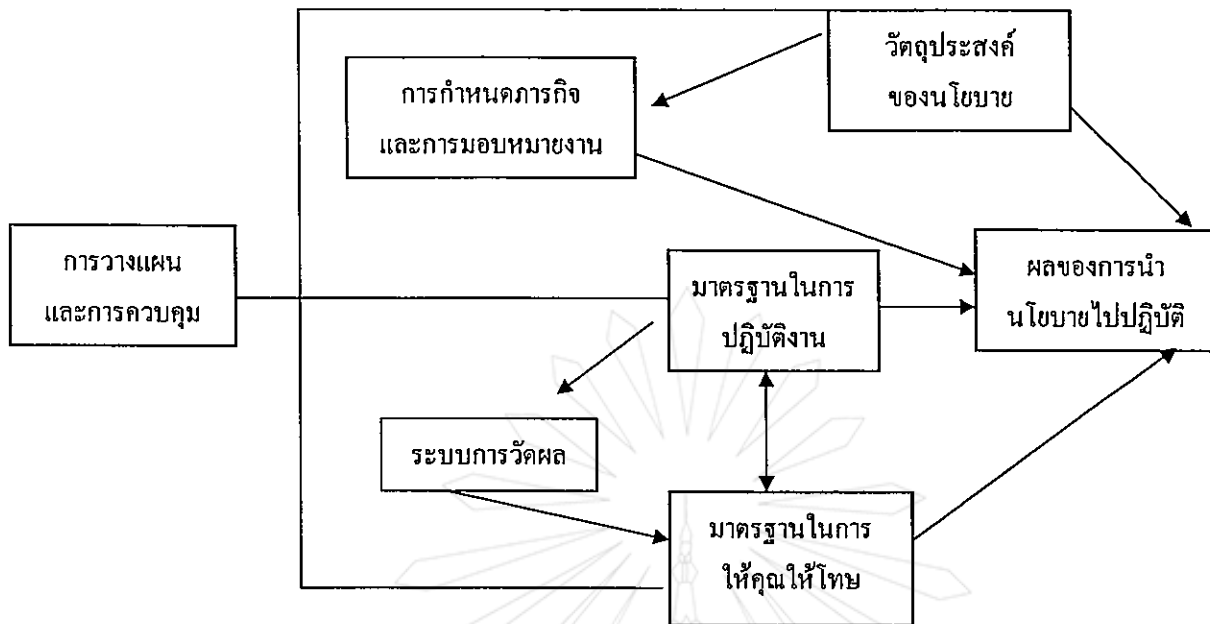 วัตถุประสงค์
ของนโยบาย
การกำหนดภารกิจ
และการมอบหมายงาน
การวางแผน
และการควบคุม
มาตรฐานในการ
ปฏิบัติงาน
ผลของการนำ
นโยบายไปปฏิบัติ
ระบบการวัดผล
มาตรฐานในการ
ให้คุณให้โทษ